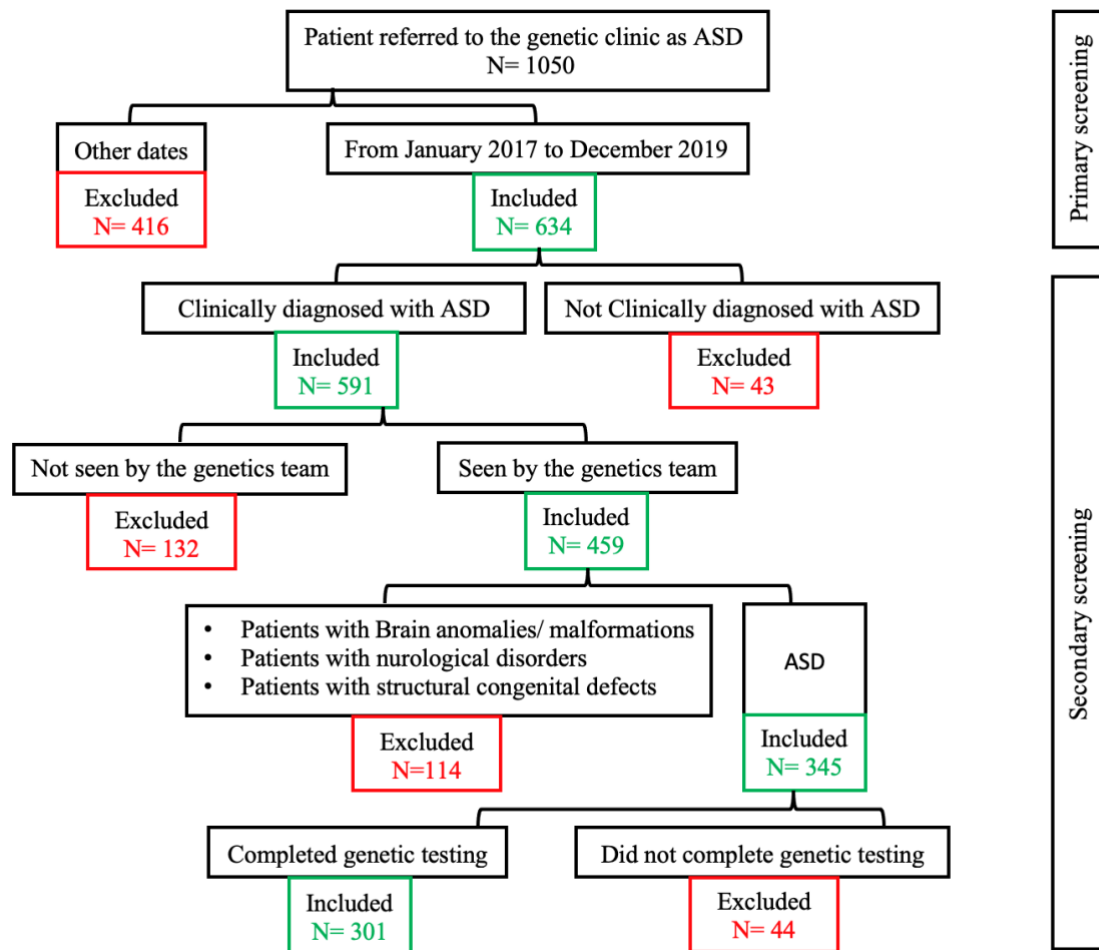 Patient referred to the genetic clinic as ASD
N= 1050
Other dates
Excluded
N= 416
From January 2017 to December 2019
Included
N= 634
Primary screening
Clinically diagnosed with ASD
Included
N= 591
Not Clinically diagnosed with ASD
Excluded
N= 43
Not seen by the genetics team
Excluded
N= 132
Seen by the genetics team
Included
N= 459
• Patients with Brain anomalies/ malformations
• Patients with nurological disorders
• Patients with structural congenital defects
Excluded
N=114
ASD
Included
N= 345
Completed genetic testing
Included
N= 301
Did not complete genetic testing
Excluded
N= 44
Secondary screening